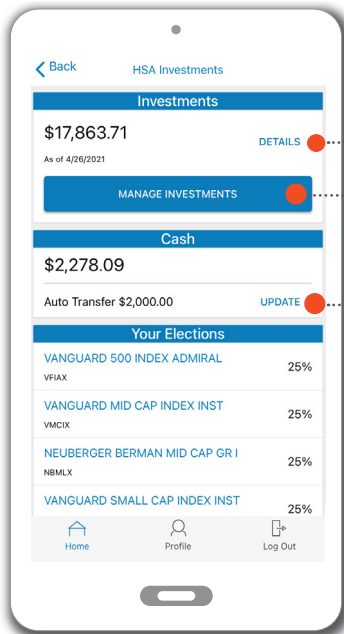 Back
HSA Investments
Investments
$17,863.71
DETAILS
As of 4/26/2021
MANAGE INVESTMENTS
Cash
$2,278.09
Auto Transfer $2,000.00 UPDATE
Your Elections
VANGUARD 500 INDEX ADMIRAL 25%
VFIAX
VANGUARD MID CAP INDEX INST 25%
VMCIX
NEUBERGER BERMAN MID CAP GR I 25%
NBMLX
VANGUARD SMALL CAP INDEX INST 25%
Home Profile Log Out